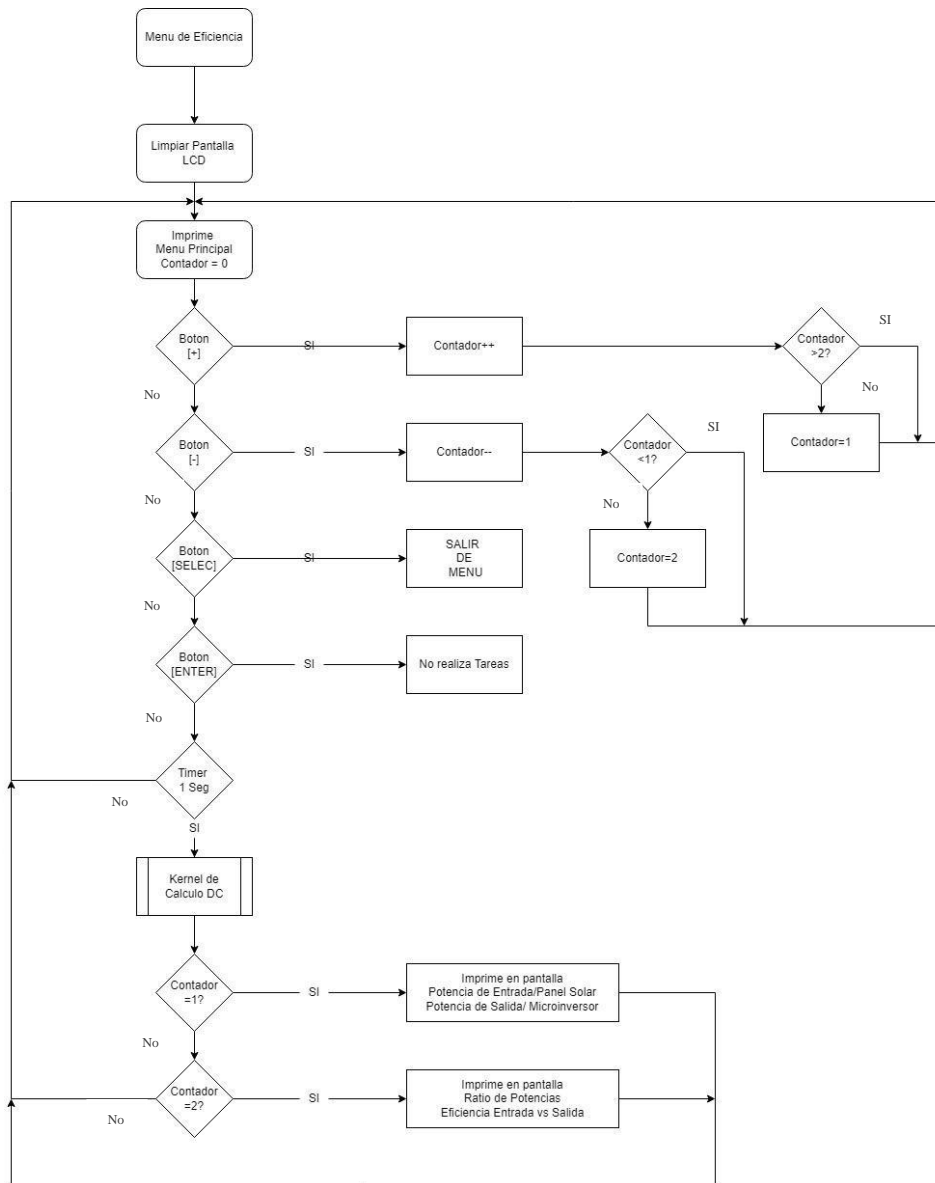 Menu de Eficiencia
Limpiar Pantalla
LCD
Imprime
Menu Principal
Contador = 0
Boton
[+]
SI
Contador++
Contador
>2?
SI
No
Contador=1
No
Boton
[-]
SI
Contador--
Contador
<1?
SI
No
Contador=2
No
Boton
[SELEC]
SI
SALIR
DE
MENU
No
Boton
[ENTER]
SI
No realiza Tareas
No
Timer
1 Seg
No
SI
Kernel de
Calculo DC
Contador
=1?
SI
Imprime en pantalla
Potencia de Entrada/Panel Solar
Potencia de Salida/ Microinversor
No
Contador
=2?
SI
Imprime en pantalla
Ratio de Potencias
Eficiencia Entrada vs Salida
No